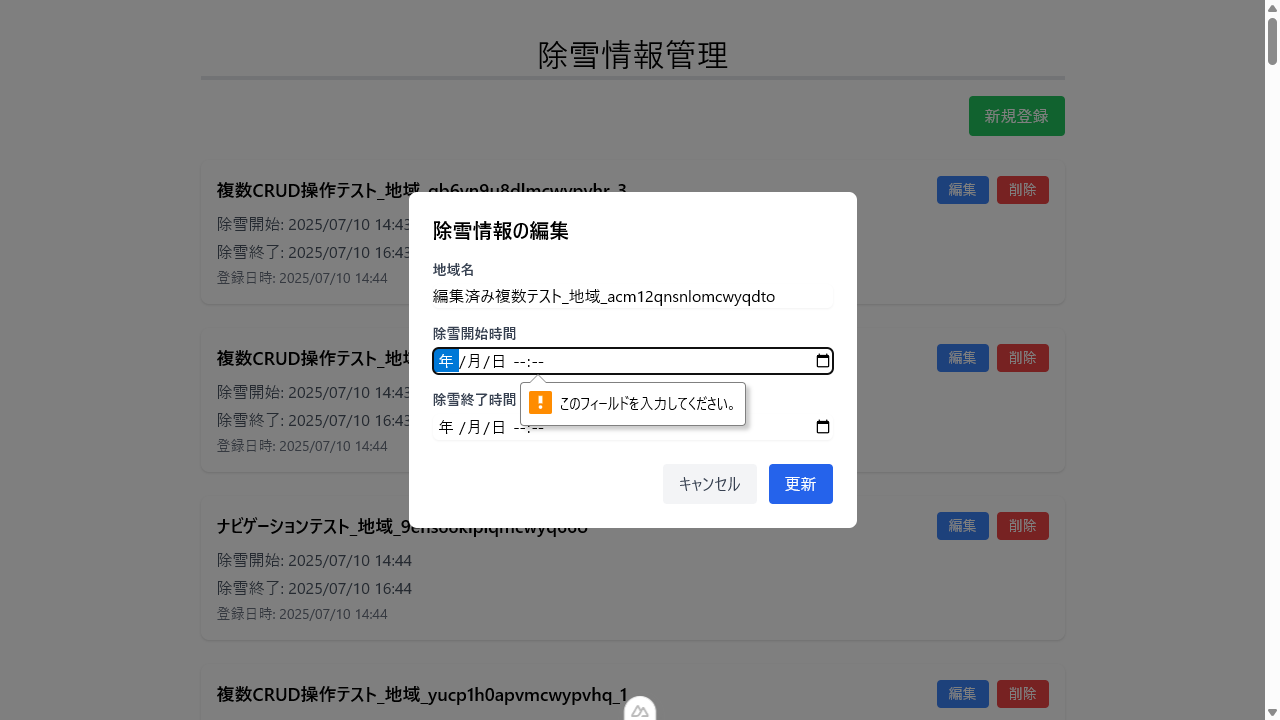 除雪情報管理
新規登録
複数CRUD操作テスト_地域_gb6yn9u8dlmcwypvhr_3
編集
削除
除雪開始: 2025/07/10 14:43
除雪終了: 2025/07/10 16:43
登録日時: 2025/07/10 14:44
複数CRUD操作テスト_地域
編集
削除
除雪開始: 2025/07/10 14:43
除雪終了: 2025/07/10 16:43
登録日時: 2025/07/10 14:44
除雪情報の編集
地域名
編集済み複数テスト_地域_acm12qnsnlomcwyqdto
除雪開始時間
年/月/日 --:--
このフィールドを入力してください。
除雪終了時間
年/月/日 --:--
キャンセル
更新
ナビゲーションテスト_地域
編集
削除
除雪開始: 2025/07/10 14:44
除雪終了: 2025/07/10 16:44
登録日時: 2025/07/10 14:44
複数CRUD操作テスト_地域_yucp1h0apvmcwypvhq_1
編集
削除